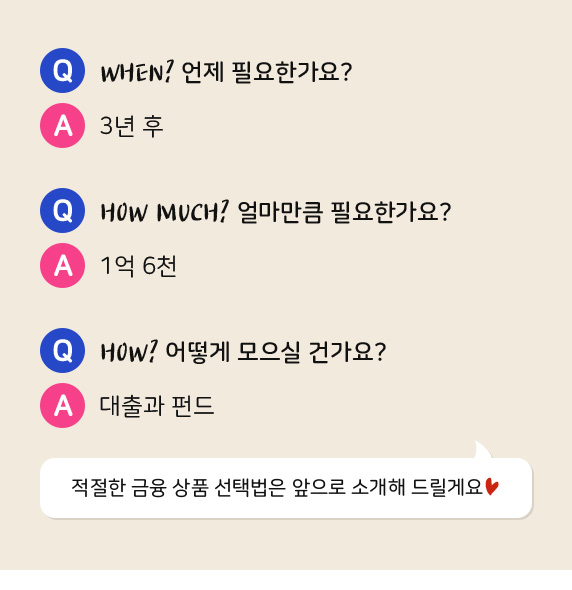 Q WHEN? 언제 필요한가요?
A 3년 후
Q HOW MUCH? 얼마만큼 필요한가요?
A 1억 6천
Q HOW? 어떻게 모으실 건가요?
A 대출과 펀드
적절한 금융 상품 선택법은 앞으로 소개해 드릴게요